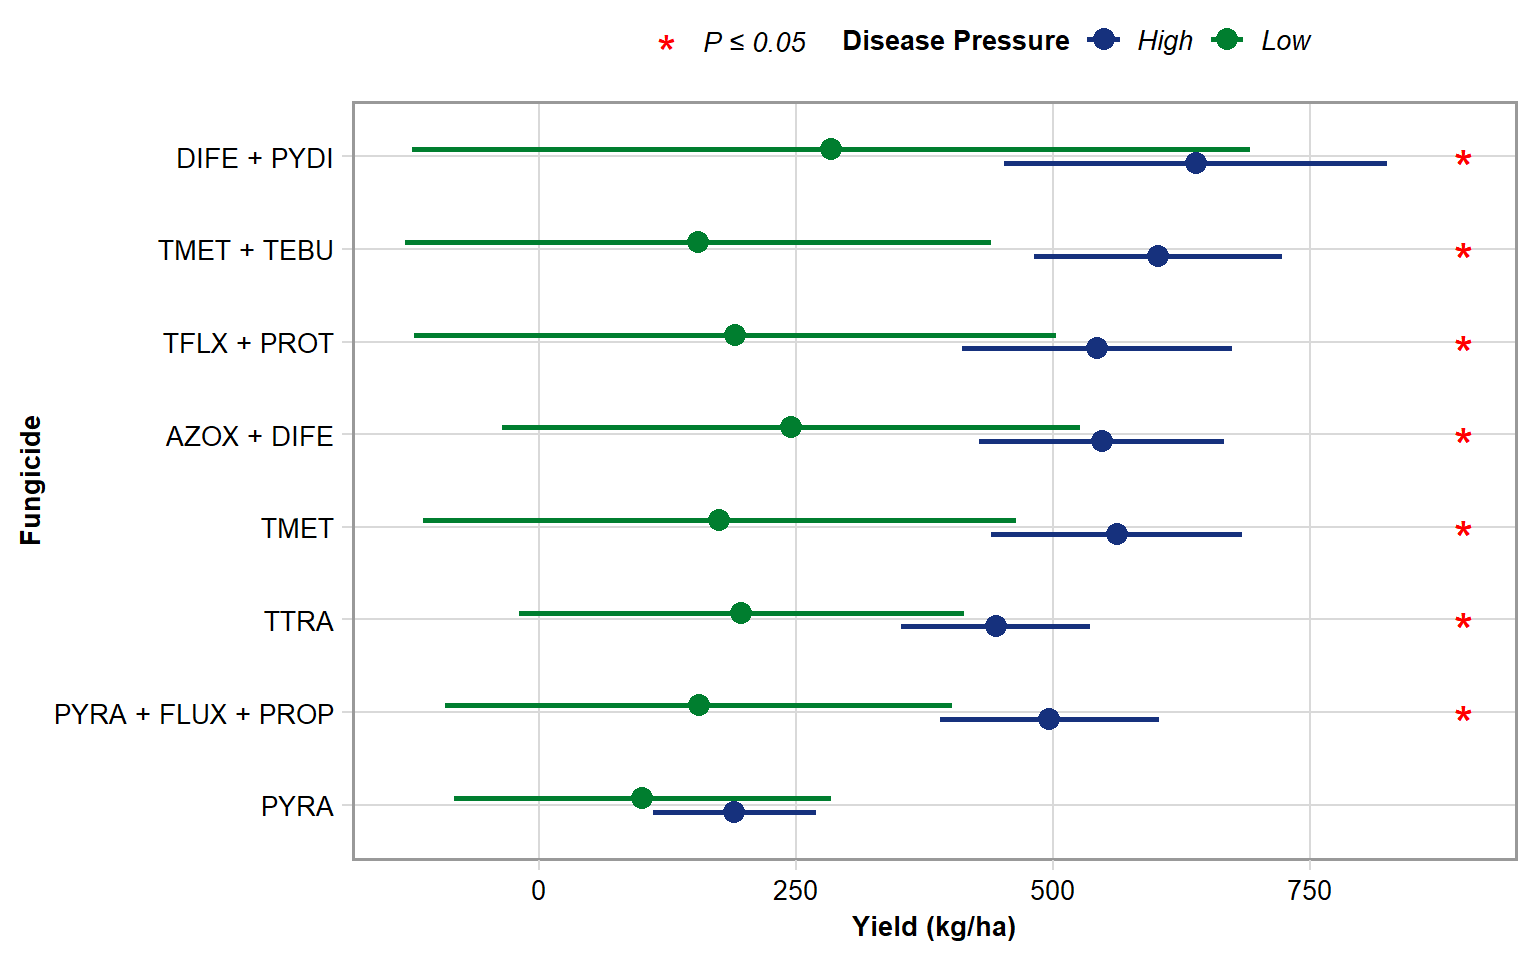 * P ≤ 0.05 Disease Pressure High Low
DIFE + PYDI *
TMET + TEBU *
TFLX + PROT *
AZOX + DIFE *
TMET *
TTRA *
PYRA + FLUX + PROP *
PYRA
Fungicide
0 250 500 750
Yield (kg/ha)